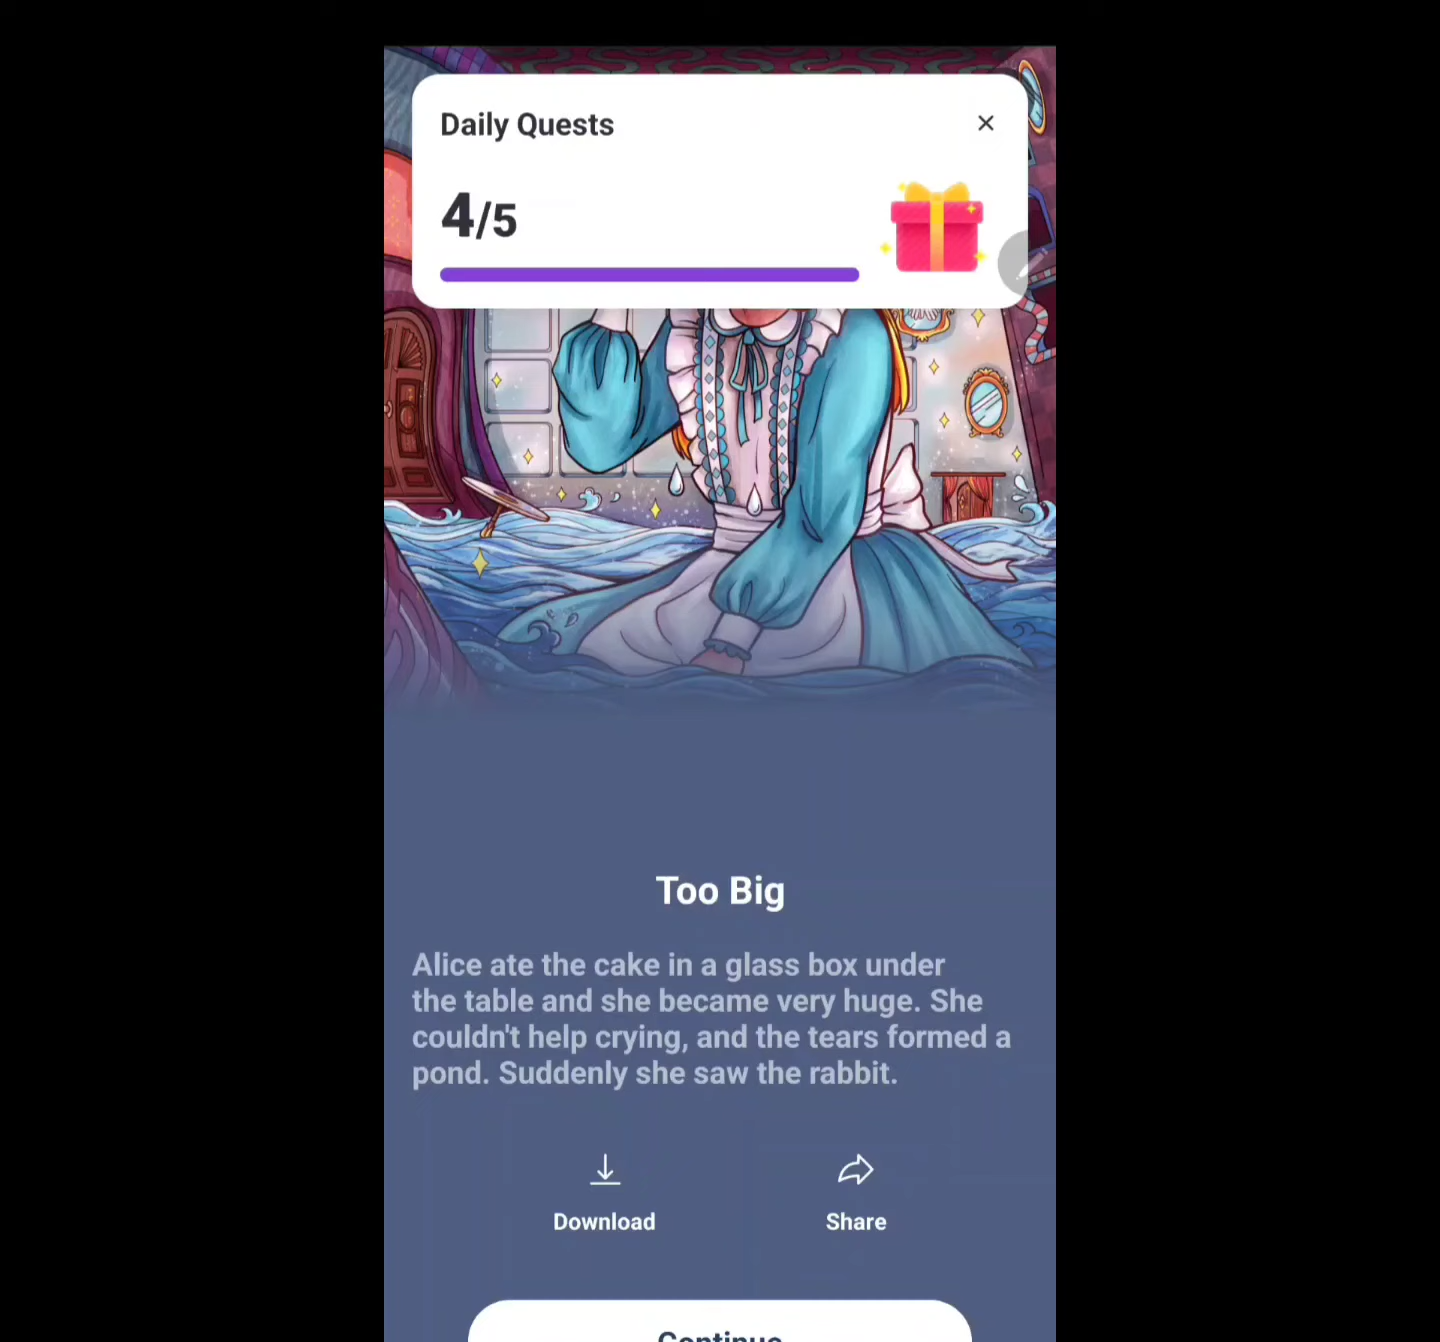 Daily Quests
4/5
Too Big
Alice ate the cake in a glass box under
the table and she became very huge. She
couldn't help crying, and the tears formed a
pond. Suddenly she saw the rabbit.
Download
Share
Continue